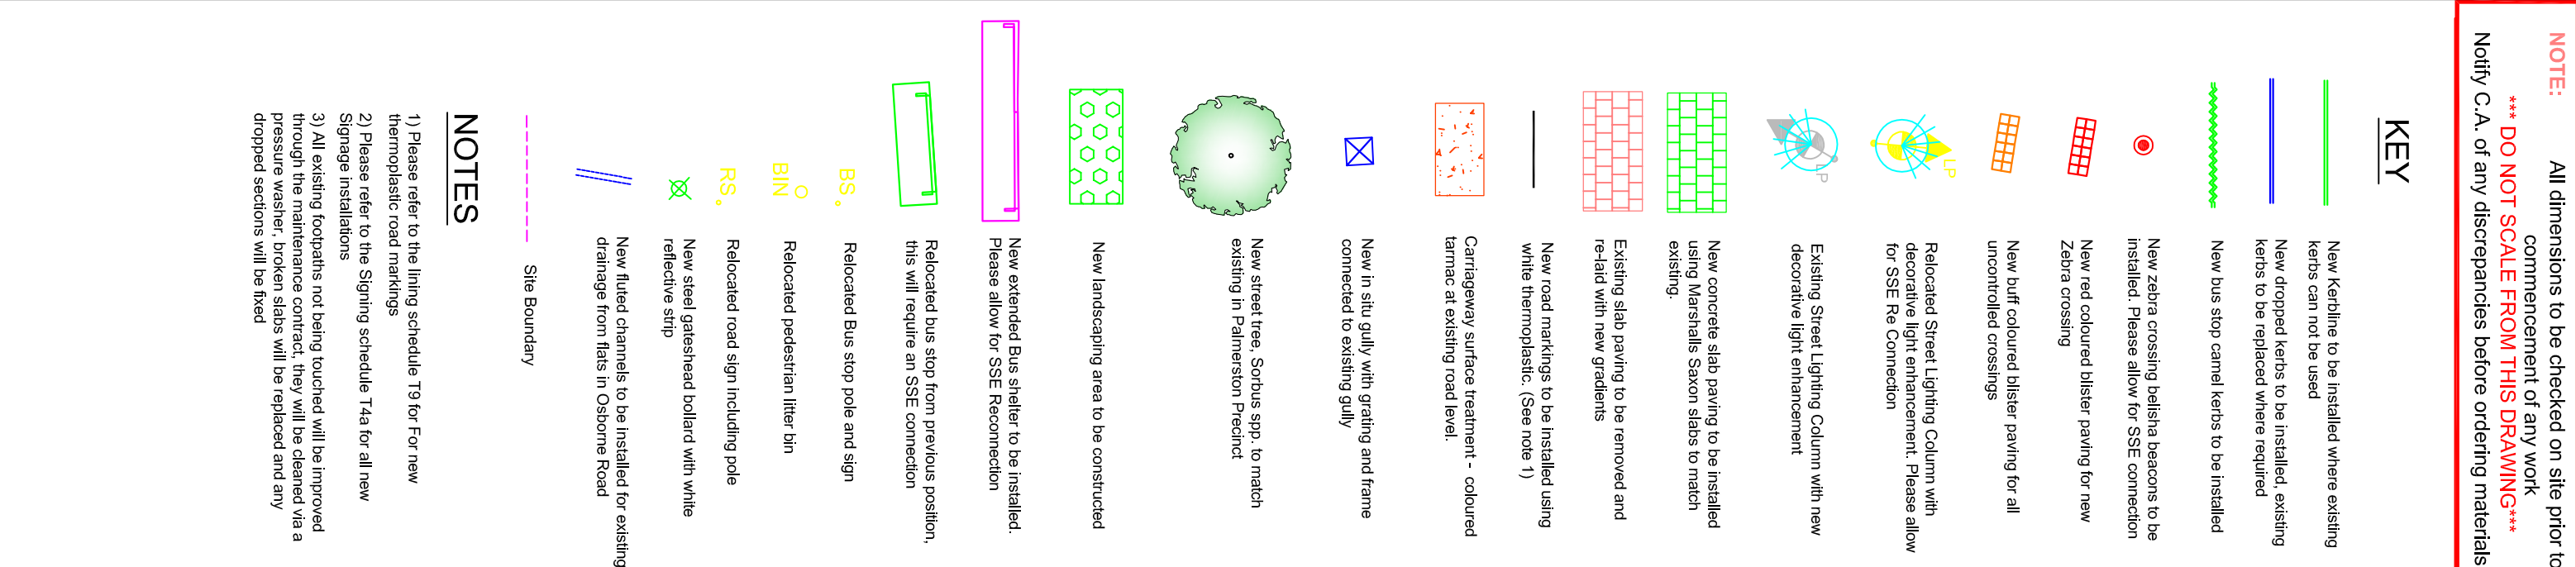 NOTE: All dimensions to be checked on site prior to
commencement of any work
*** DO NOT SCALE FROM THIS DRAWING***
Notify C.A. of any discrepancies before ordering materials
KEY
New Kerbline to be installed where existing
kerbs can not be used
New dropped kerbs to be installed, existing
kerbs to be replaced where required
New bus stop camel kerbs to be installed
New zebra crossing belisha beacons to be
installed. Please allow for SSE connection
New red coloured blister paving for new
Zebra crossing
New buff coloured blister paving for all
uncontrolled crossings
LP
Relocated Street Lighting Column with
decorative light enhancement. Please allow
for SSE Re Connection
LP
Existing Street Lighting Column with new
decorative light enhancement
New concrete slab paving to be installed
using Marshalls Saxon slabs to match
existing.
Existing slab paving to be removed and
re-laid with new gradients
New road markings to be installed using
white thermoplastic. (See note 1)
Carriageway surface treatment - coloured
tarmac at existing road level.
New in situ gully with grating and frame
connected to existing gully
New street tree, Sorbus spp. to match
existing in Palmerston Precinct
New landscaping area to be constructed
New extended Bus shelter to be installed.
Please allow for SSE Reconnection
Relocated bus stop from previous position,
this will require an SSE connection
BS
Relocated Bus stop pole and sign
BIN
Relocated pedestrian litter bin
RS
Relocated road sign including pole
New steel gateshead bollard with white
reflective strip
New fluted channels to be installed for existing
drainage from flats in Osborne Road
Site Boundary
NOTES
1) Please refer to the lining schedule T9 for For new
thermoplastic road markings
2) Please refer to the Signing schedule T4a for all new
Signage installations
3) All existing footpaths not being touched will be improved
through the maintenance contract, they will be cleaned via a
pressure washer, broken slabs will be replaced and any
dropped sections will be fixed